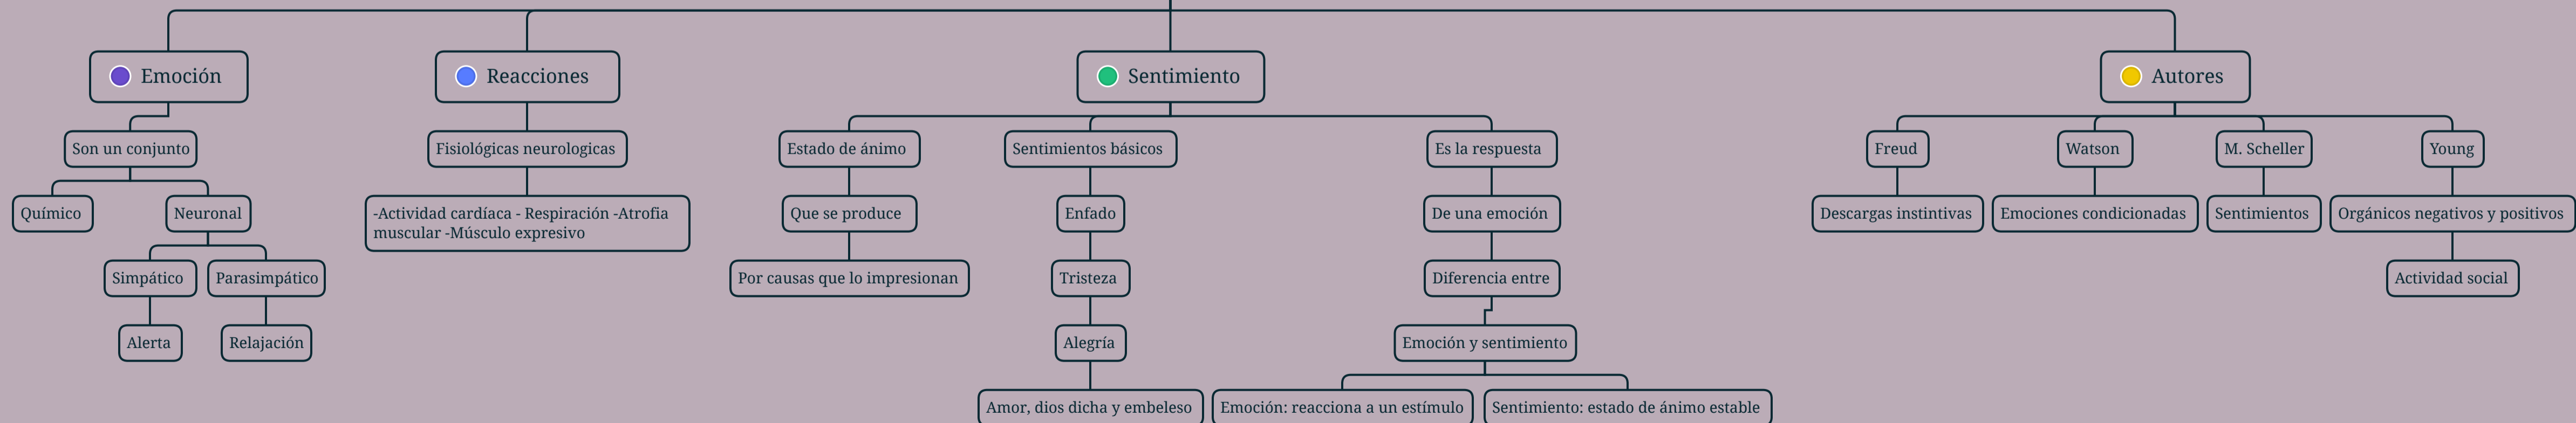 Emoción
Reacciones
Sentimiento
Autores
Son un conjunto
Fisiológicas neurologicas
Estado de ánimo
Sentimientos básicos
Es la respuesta
Freud
Watson
M. Scheller
Young
Químico
Neuronal
-Actividad cardíaca - Respiración -Atrofia
muscular -Músculo expresivo
Que se produce
Enfado
De una emoción
Descargas instintivas
Emociones condicionadas
Sentimientos
Orgánicos negativos y positivos
Simpático
Parasimpático
Por causas que lo impresionan
Tristeza
Diferencia entre
Actividad social
Alerta
Relajación
Alegría
Emoción y sentimiento
Amor, dios dicha y embeleso
Emoción: reacciona a un estímulo
Sentimiento: estado de ánimo estable